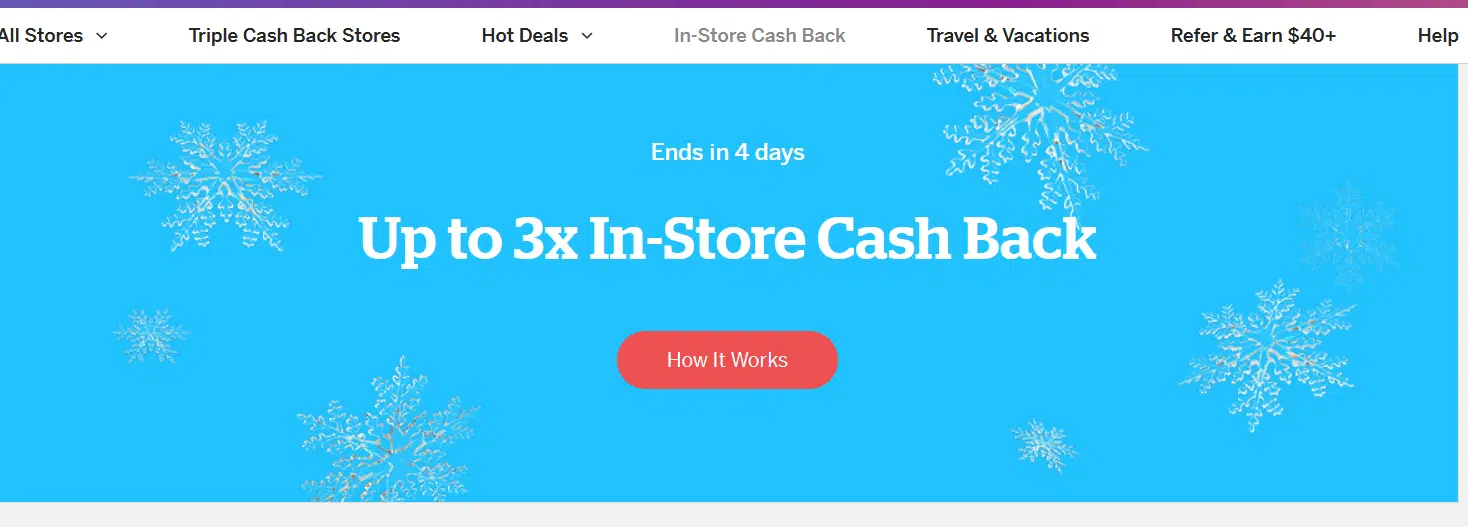 All Stores Triple Cash Back Stores Hot Deals In-Store Cash Back Travel & Vacations Refer & Earn $40+ Help
Ends in 4 days
Up to 3x In-Store Cash Back
How It Works